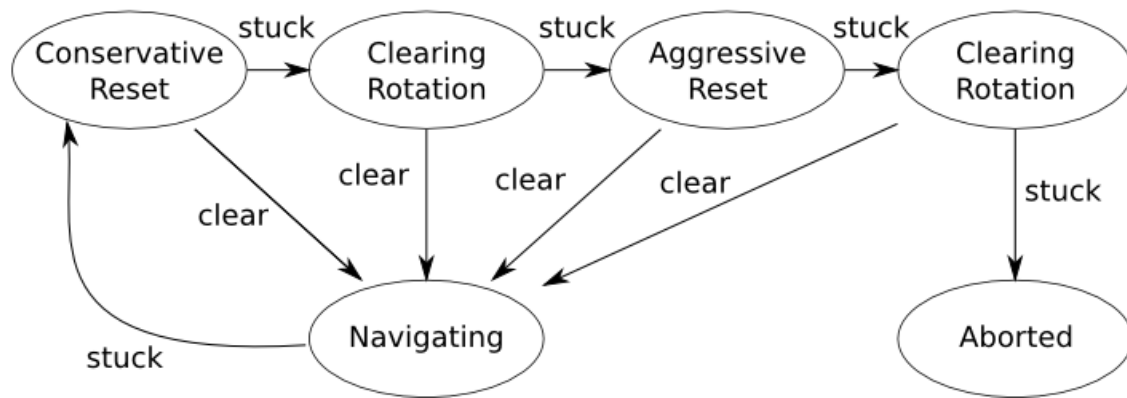 stuck
stuck
stuck
Conservative
Reset
Clearing
Rotation
Aggressive
Reset
Clearing
Rotation
clear
clear
clear
clear
stuck
Navigating
Aborted
stuck